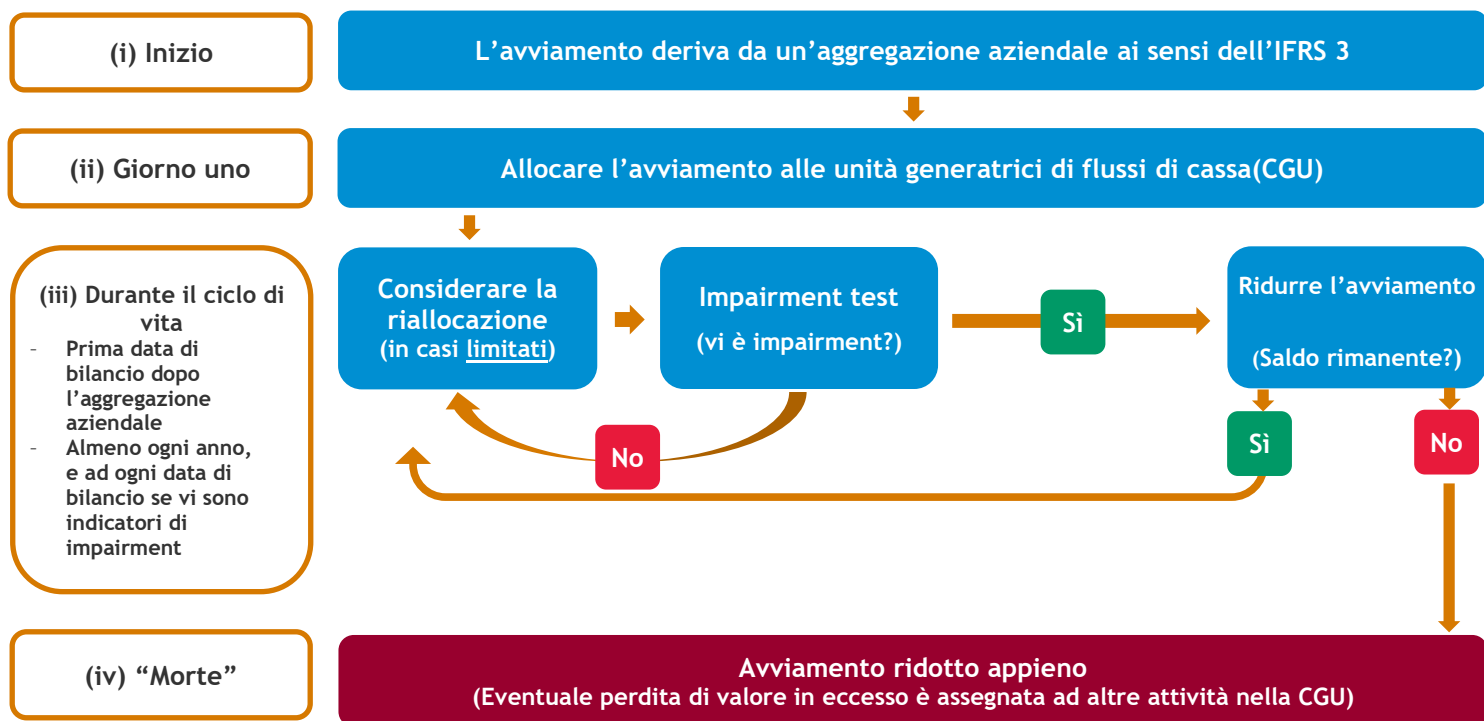 (i) Inizio
L'avviamento deriva da un'aggregazione aziendale ai sensi dell'IFRS 3
(ii) Giorno uno
Allocare l'avviamento alle unità generatrici di flussi di cassa(CGU)
(iii) Durante il ciclo di
vita
- Prima data di
bilancio dopo
l'aggregazione
aziendale
- Almeno ogni anno,
e ad ogni data di
bilancio se vi sono
indicatori di
impairment
Considerare la
riallocazione
(in casi limitati)
Impairment test
(vi è impairment?)
Sì
Ridurre l'avviamento
(Saldo rimanente?)
No
Sì
No
(iv) “Morte”
Avviamento ridotto appieno
(Eventuale perdita di valore in eccesso è assegnata ad altre attività nella CGU)